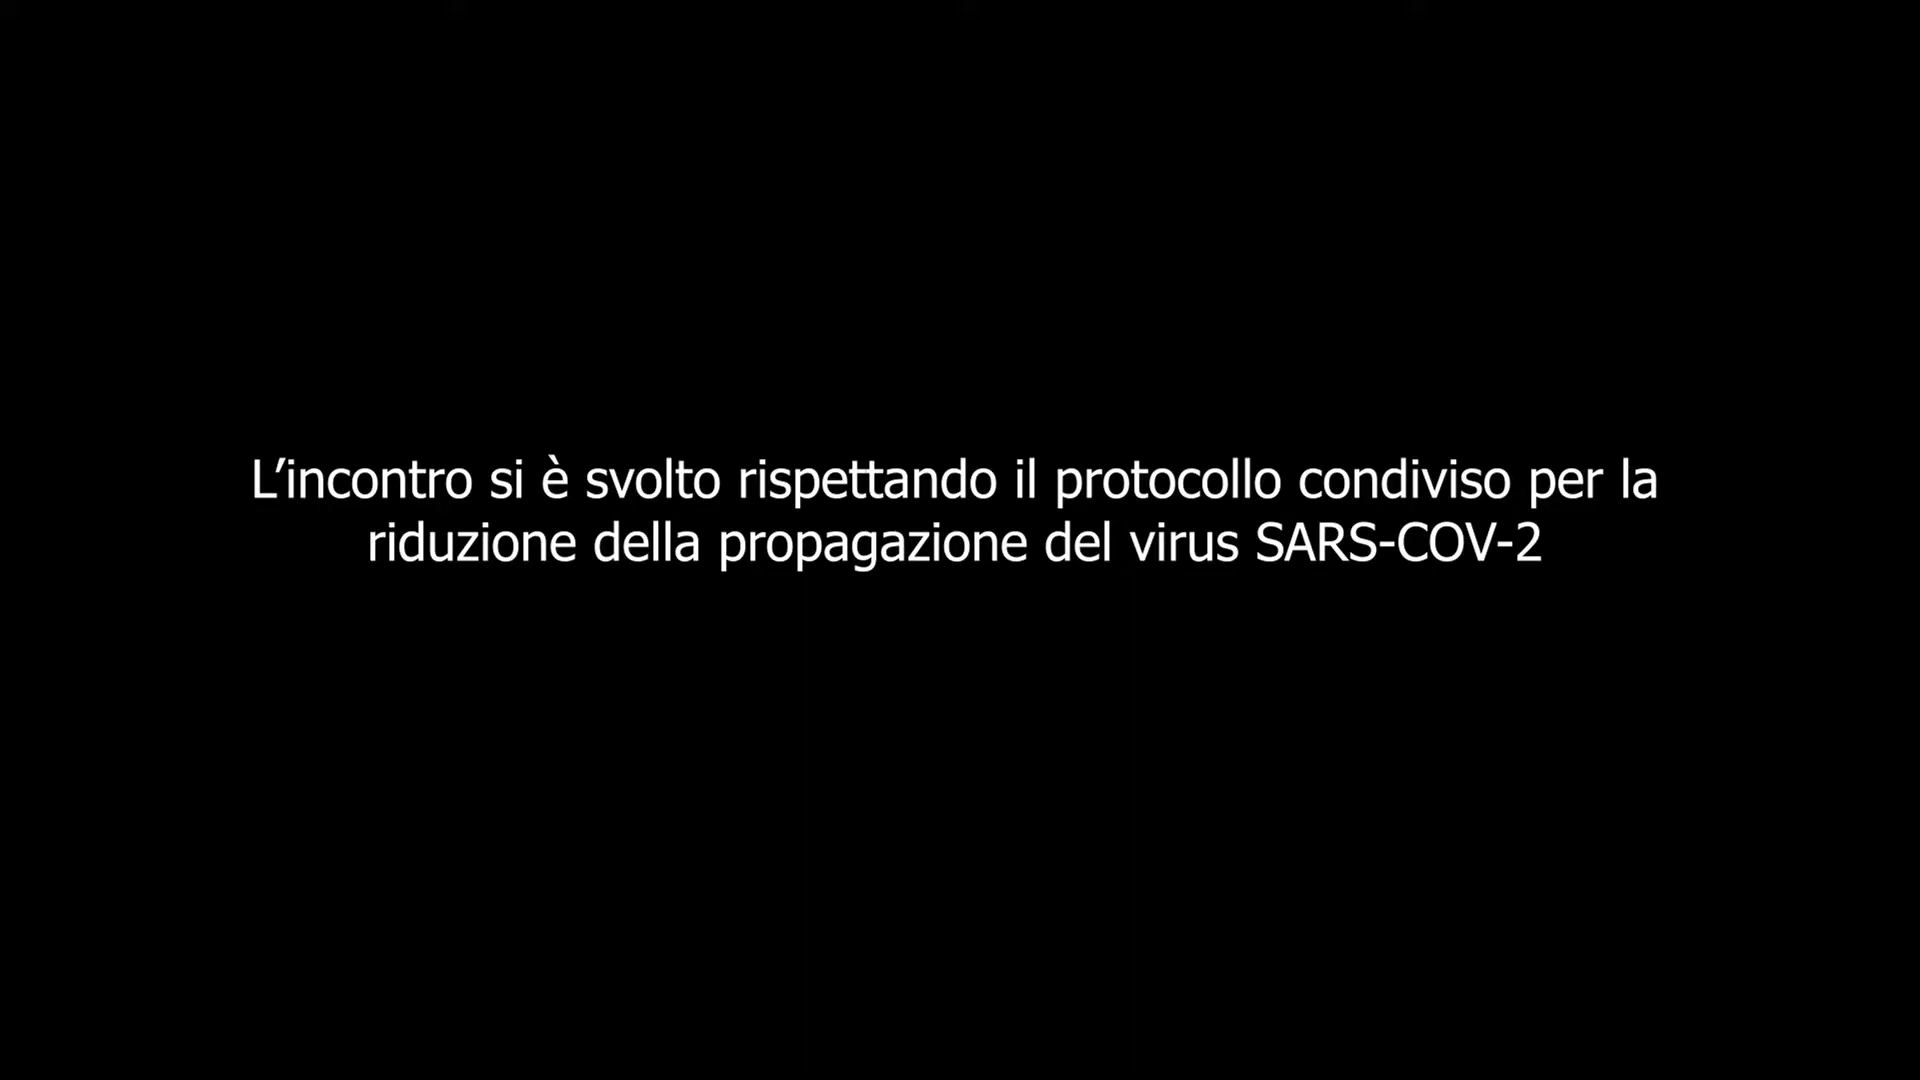 L’incontro si è svolto rispettando il protocollo condiviso per la
riduzione della propagazione del virus SARS-COV-2